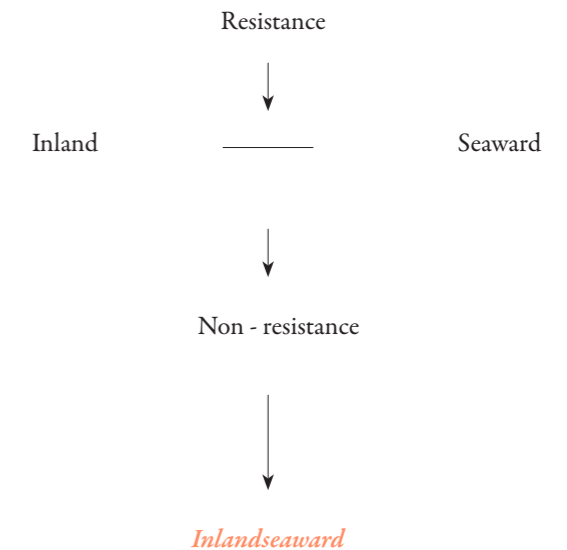 Resistance
Inland Seaward
Non - resistance
Inlandseaward